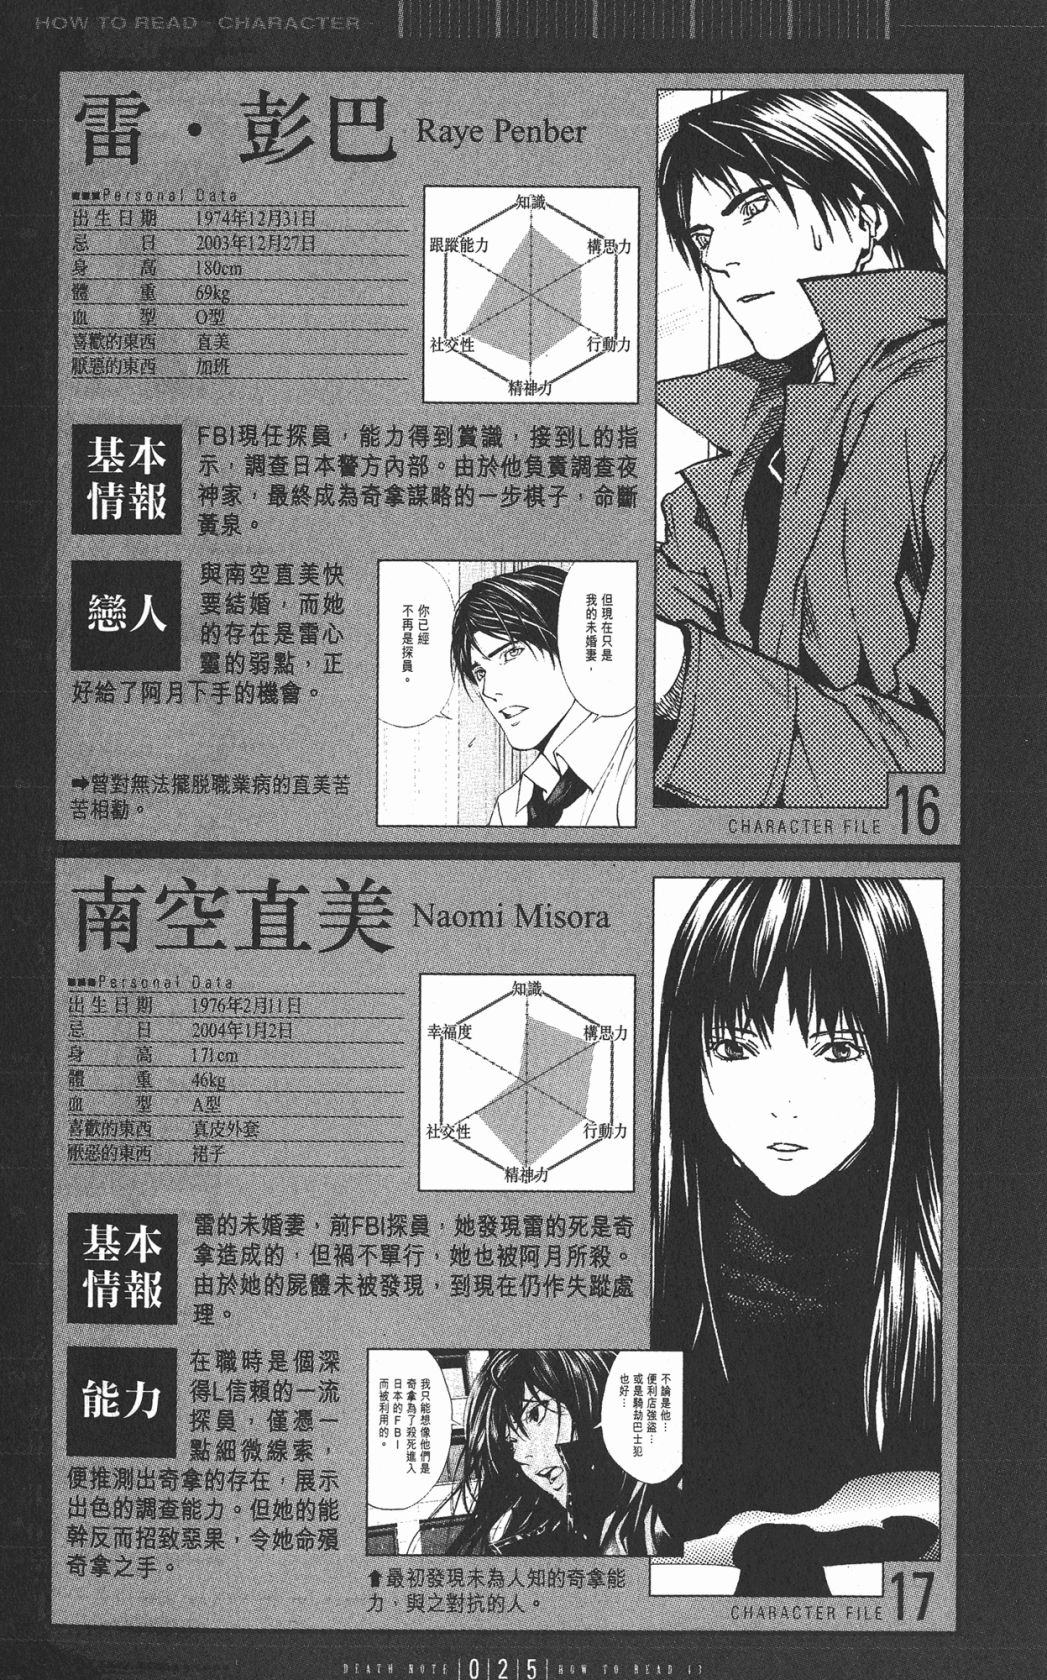 HOW TO READ - CHARACTER
雷・彭巴 Raye Penber
■■■Personal Data
出生日期 1974年12月31日
忌日 2003年12月27日
身高 180cm
體重 69kg
血型 O型
喜歡的東西 直美
厭惡的東西 加班
知識
構思力
行動力
精神力
社交性
跟蹤能力
基本
情報
FBI現任探員，能力得到賞識，接到L的指
示，調查日本警方內部。由於他負責調查夜
神家，最終成為奇拿謀略的一步棋子，命斷
黃泉。
戀人
與南空直美快
要結婚，而她
的存在是雷心
靈的弱點，正
好給了阿月下手的機會。
但現在只是
我的未婚妻，
你已經
不再是探員。
➡曾對無法擺脫職業病的直美苦
苦相勸。
CHARACTER FILE 16
南空直美 Naomi Misora
■■■Personal Data
出生日期 1976年2月11日
忌日 2004年1月2日
身高 171cm
體重 46kg
血型 A型
喜歡的東西 真皮外套
厭惡的東西 裙子
知識
構思力
行動力
精神力
社交性
幸福度
基本
情報
雷的未婚妻，前FBI探員，她發現雷的死是奇
拿造成的，但禍不單行，她也被阿月所殺。
由於她的屍體未被發現，到現在仍作失蹤處
理。
能力
在職時是個深
得L信賴的一流
探員，僅憑一
點細微線索，
便推測出奇拿的存在，展示
出色的調查能力。但她的能
幹反而招致惡果，令她命殞
奇拿之手。
不論是他…
便利店強盜…
或是騎劫巴士犯
也好…
我只能想像他們是
奇拿為了殺死進入
日本的FBI
而被利用的。
⬆最初發現未為人知的奇拿能
力，與之對抗的人。
CHARACTER FILE 17
DEATH NOTE |0|2|5| HOW TO READ 13